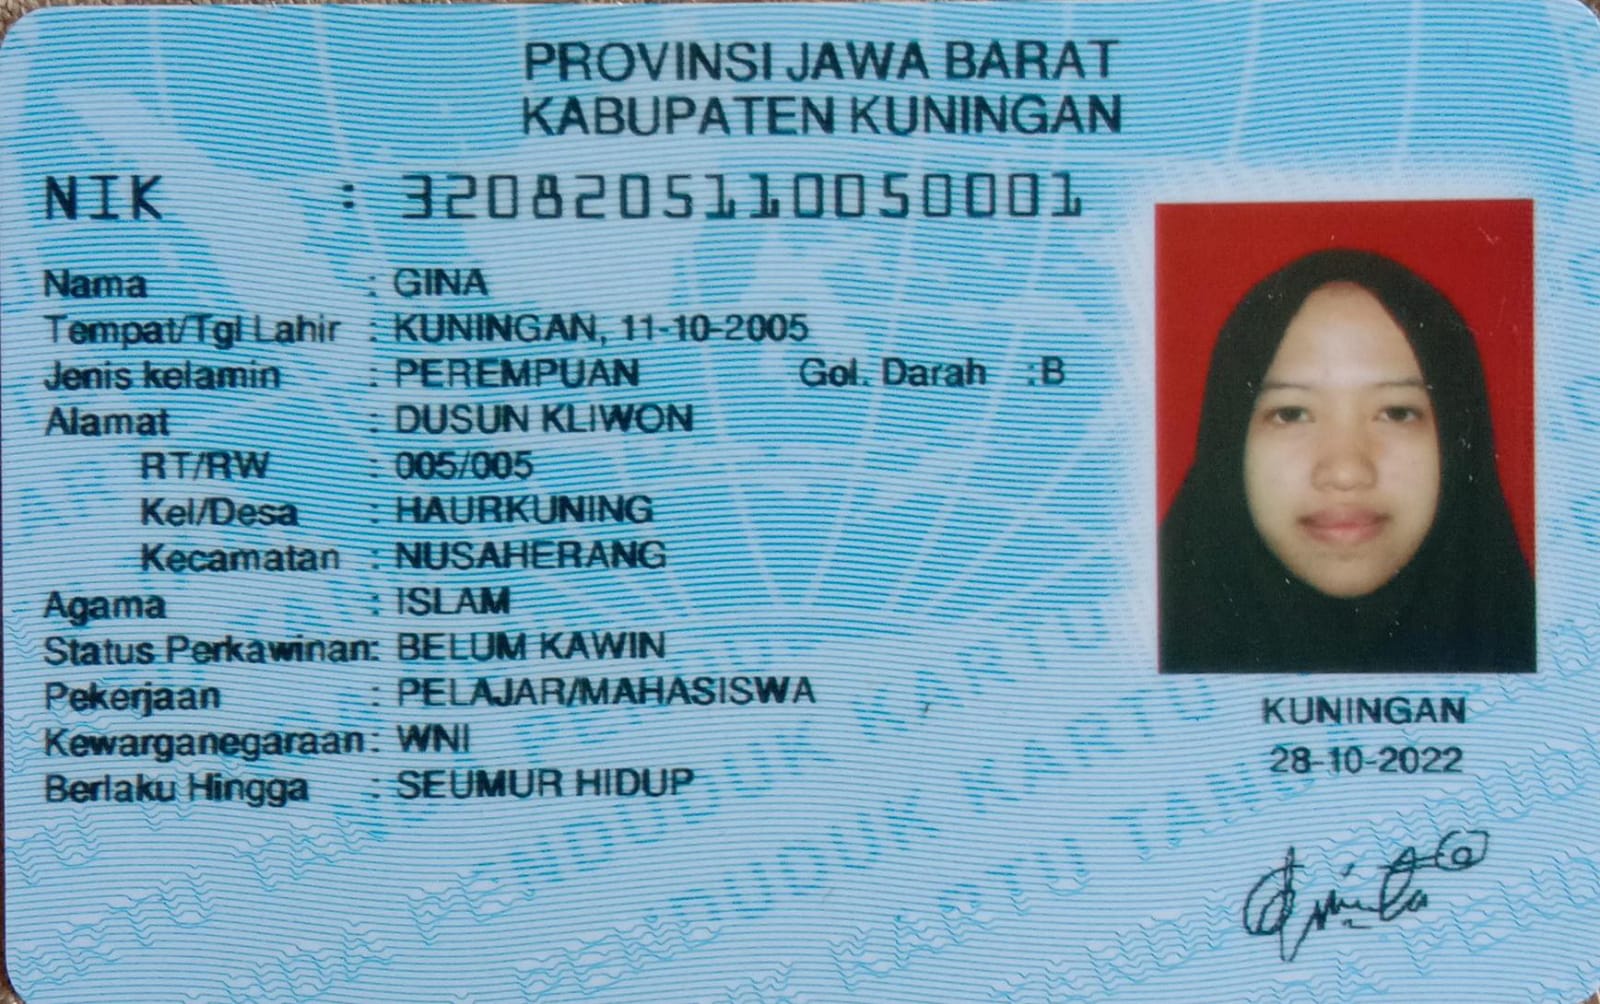 PROVINSI JAWA BARAT
KABUPATEN KUNINGAN
NIK : 3208205110050001
Nama : GINA
Tempat/Tgl Lahir : KUNINGAN, 11-10-2005
Jenis kelamin : PEREMPUAN Gol. Darah :B
Alamat : DUSUN KLIWON
RT/RW : 005/005
Kel/Desa : HAURKUNING
Kecamatan : NUSAHERANG
Agama : ISLAM
Status Perkawinan: BELUM KAWIN
Pekerjaan : PELAJAR/MAHASISWA
Kewarganegaraan: WNI
Berlaku Hingga : SEUMUR HIDUP
KUNINGAN
28-10-2022